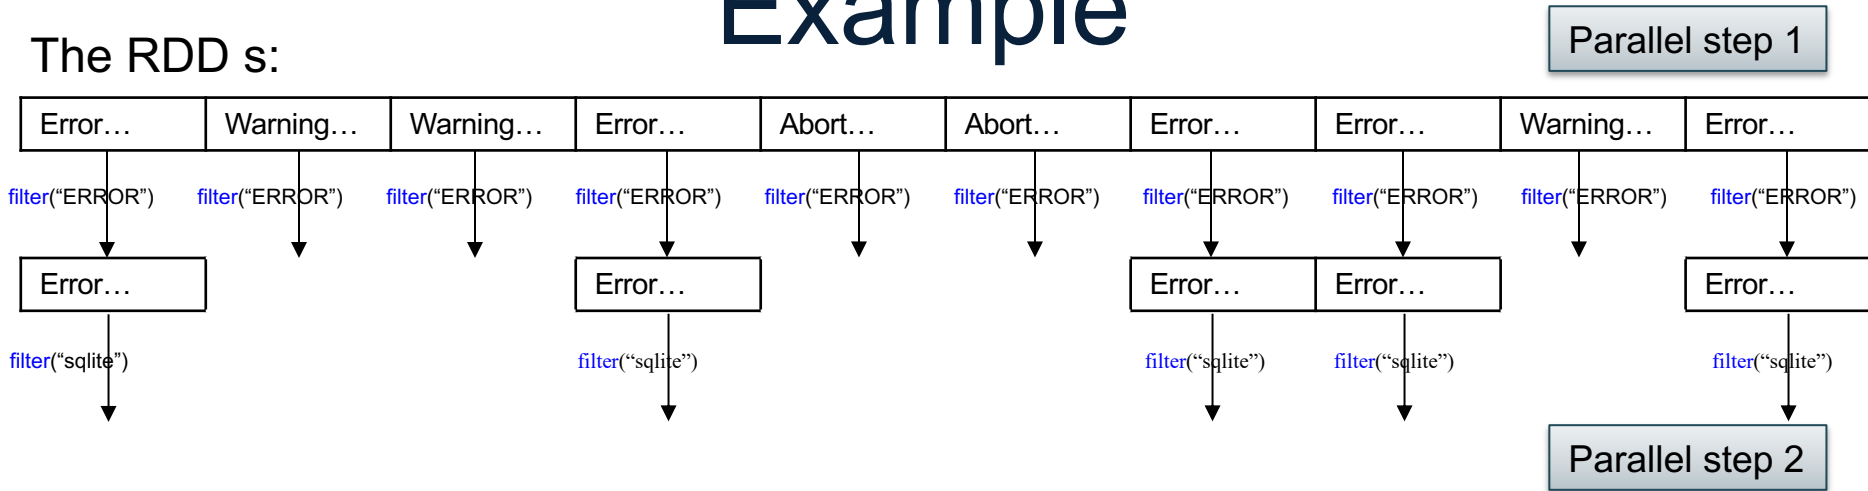 Example
Parallel step 1
The RDD s:
Error… Warning… Warning… Error… Abort… Abort… Error… Error… Warning… Error…
filter(“ERROR”) filter(“ERROR”) filter(“ERROR”) filter(“ERROR”) filter(“ERROR”) filter(“ERROR”) filter(“ERROR”) filter(“ERROR”) filter(“ERROR”) filter(“ERROR”)
Error… Error… Error… Error… Error…
filter(“sqlite”) filter(“sqlite”) filter(“sqlite”) filter(“sqlite”) filter(“sqlite”)
Parallel step 2